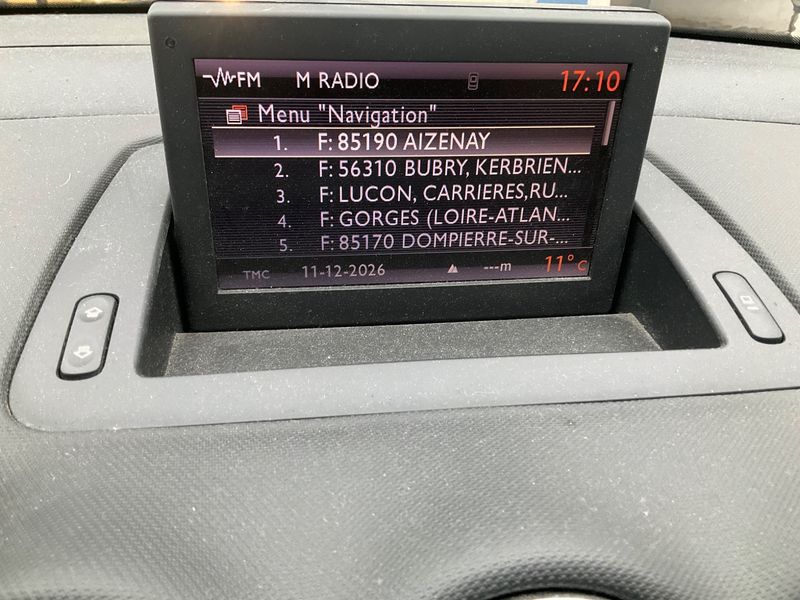 FM M RADIO 17:10
Menu "Navigation"
1. F: 85190 AIZENAY
2. F: 56310 BUBRY, KERBRIEN...
3. F: LUCON, CARRIERES,RU...
4. F: GORGES (LOIRE-ATLAN...
5. F: 85170 DOMPIERRE-SUR-...
TMC 11-12-2026 ---m 11°C